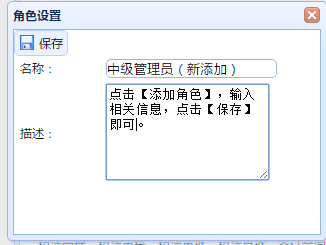 角色设置
保存
名称：
中级管理员（新添加）
描述：
点击【添加角色】，输入
相关信息，点击【保存】
即可。